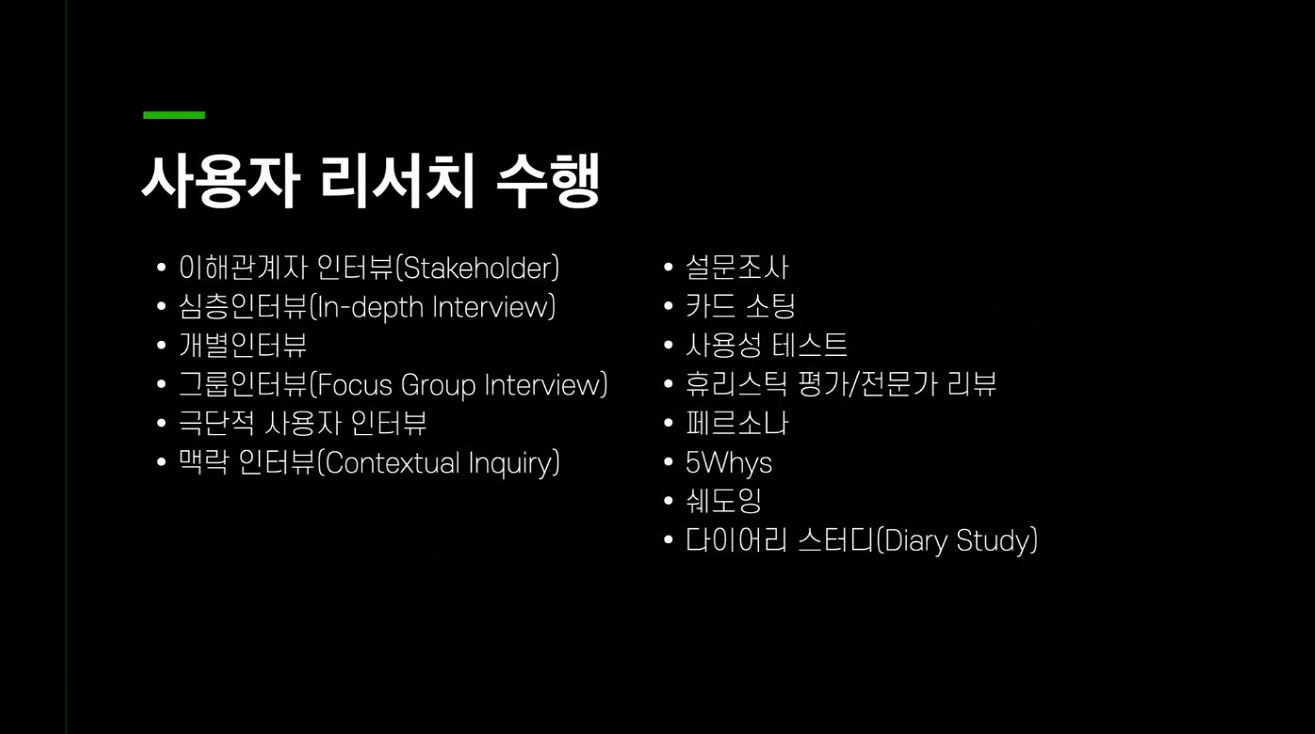 사용자 리서치 수행
• 이해관계자 인터뷰(Stakeholder)
• 심층인터뷰(In-depth Interview)
• 개별인터뷰
• 그룹인터뷰(Focus Group Interview)
• 극단적 사용자 인터뷰
• 맥락 인터뷰(Contextual Inquiry)
• 설문조사
• 카드 소팅
• 사용성 테스트
• 휴리스틱 평가/전문가 리뷰
• 페르소나
• 5Whys
• 쉐도잉
• 다이어리 스터디(Diary Study)